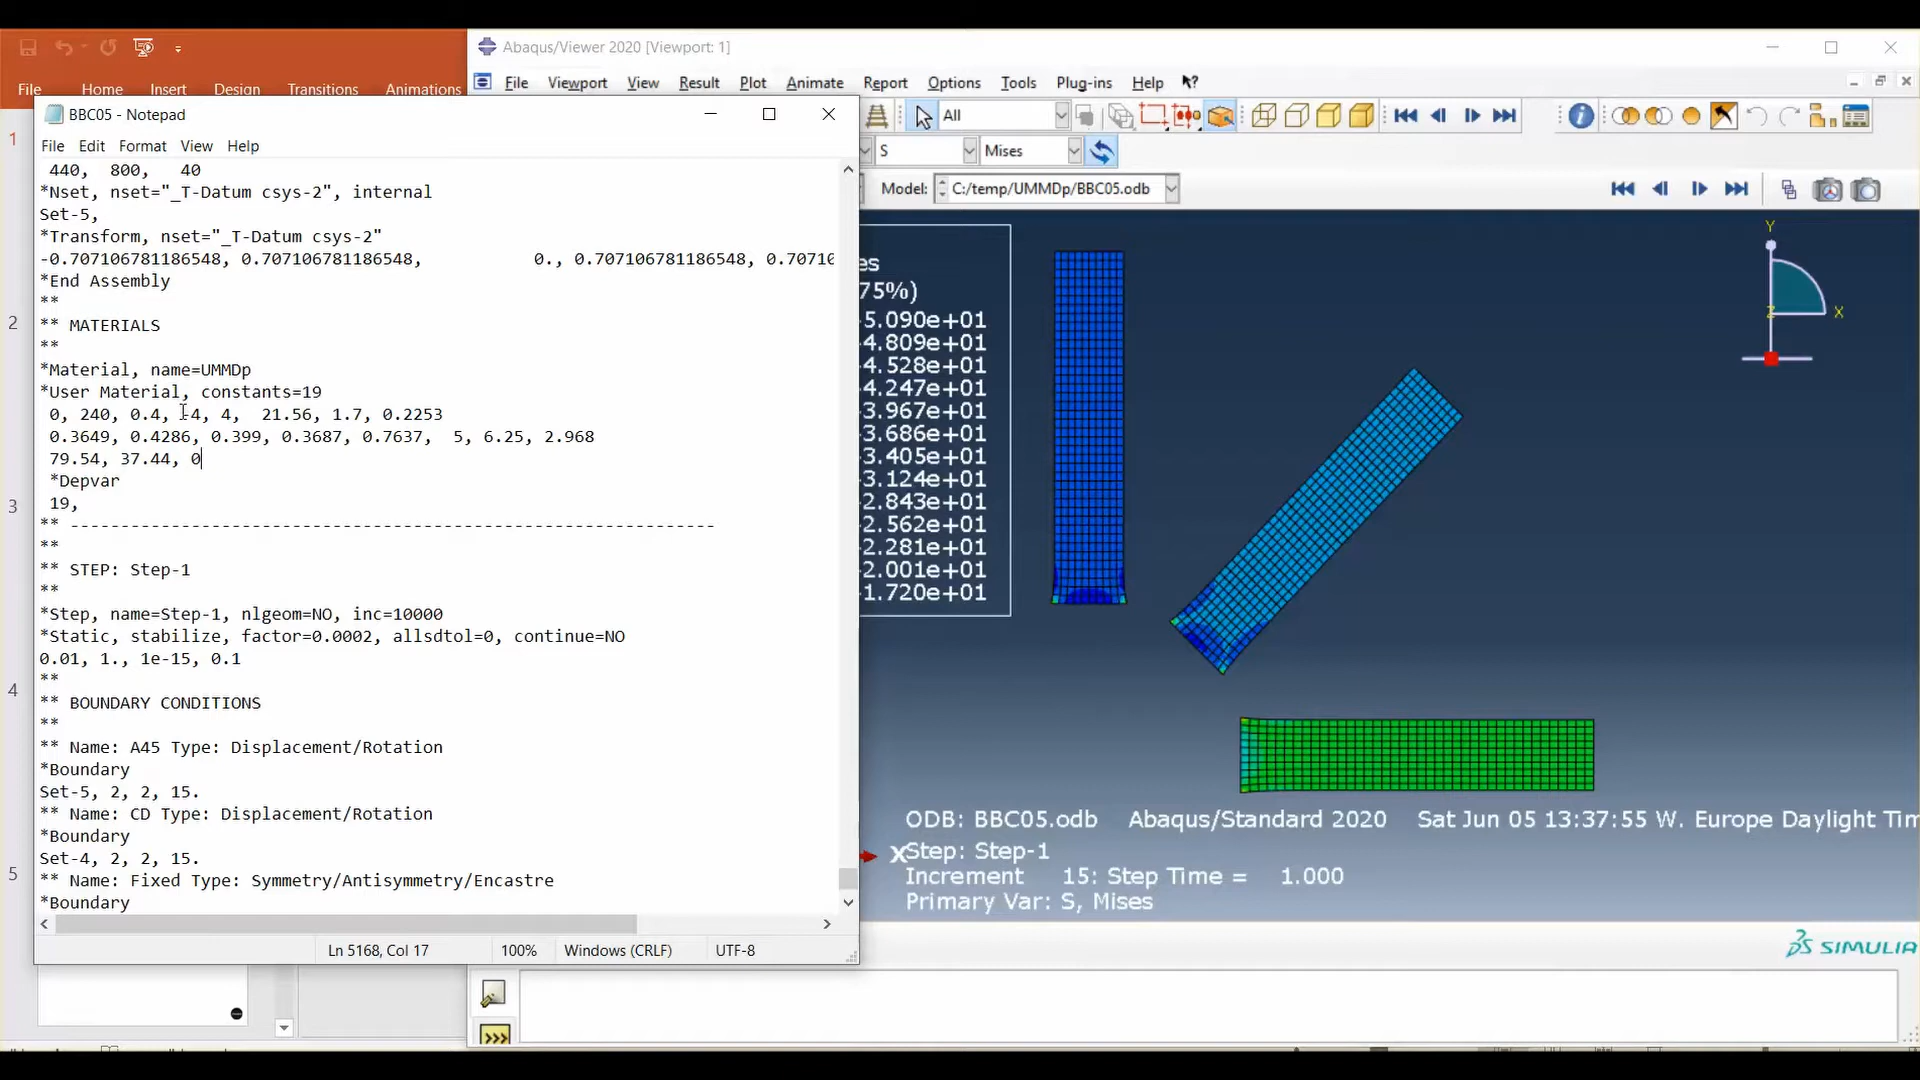 Abaqus/Viewer 2020 [Viewport: 1]
File Home Insert Design Transitions Animations
File Viewport View Result Plot Animate Report Options Tools Plug-ins Help
All
S Mises
Model: C:/temp/UMMDp/BBC05.odb
BBC05 - Notepad
File Edit Format View Help
440, 800, 40
*Nset, nset="_T-Datum csys-2", internal
Set-5,
*Transform, nset="_T-Datum csys-2"
-0.707106781186548, 0.707106781186548, 0., 0.707106781186548, 0.70710
*End Assembly
**
** MATERIALS
**
*Material, name=UMMDp
*User Material, constants=19
0, 240, 0.4, -4, 4, 21.56, 1.7, 0.2253
0.3649, 0.4286, 0.399, 0.3687, 0.7637, 5, 6.25, 2.968
79.54, 37.44, 0
*Depvar
19,
** ----------------------------------------------------------------
**
** STEP: Step-1
**
*Step, name=Step-1, nlgeom=NO, inc=10000
*Static, stabilize, factor=0.0002, allsdtol=0, continue=NO
0.01, 1., 1e-15, 0.1
**
** BOUNDARY CONDITIONS
**
** Name: A45 Type: Displacement/Rotation
*Boundary
Set-5, 2, 2, 15.
** Name: CD Type: Displacement/Rotation
*Boundary
Set-4, 2, 2, 15.
** Name: Fixed Type: Symmetry/Antisymmetry/Encastre
*Boundary
Ln 5168, Col 17 100% Windows (CRLF) UTF-8
1
2
3
4
5
es
75%)
5.090e+01
4.809e+01
4.528e+01
4.247e+01
3.967e+01
3.686e+01
3.405e+01
3.124e+01
2.843e+01
2.562e+01
2.281e+01
2.001e+01
1.720e+01
Y
Z
X
X
ODB: BBC05.odb Abaqus/Standard 2020 Sat Jun 05 13:37:55 W. Europe Daylight Tim
Step: Step-1
Increment 15: Step Time = 1.000
Primary Var: S, Mises
SIMULIA
>>>